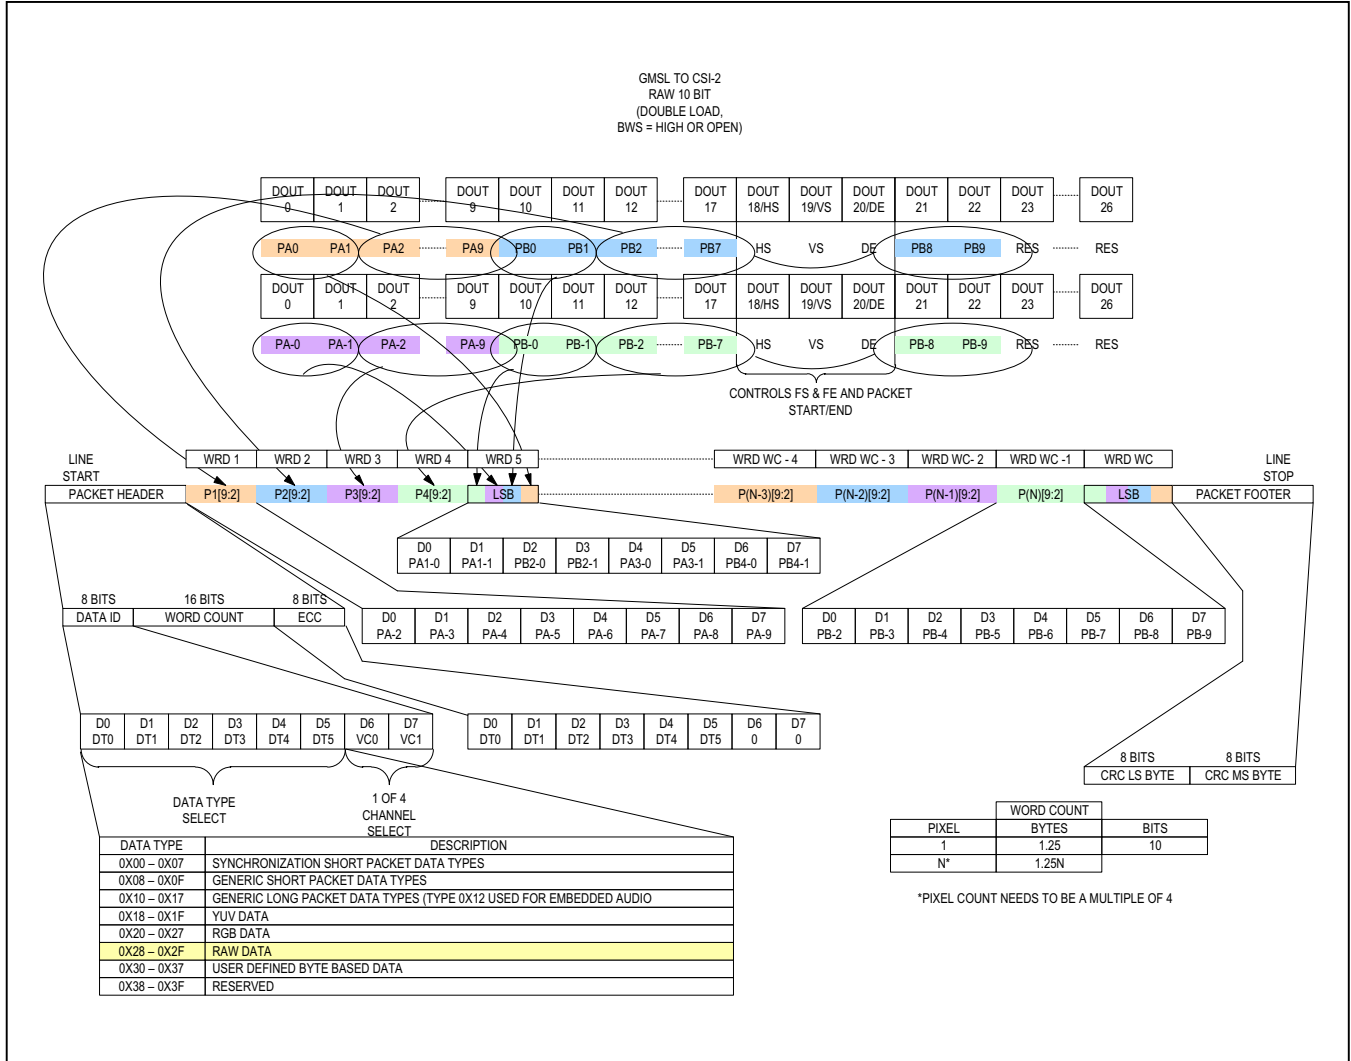 GMSL TO CSI-2
RAW 10 BIT
(DOUBLE LOAD,
BWS = HIGH OR OPEN)
DOUT 0 DOUT 1 DOUT 2 DOUT 9 DOUT 10 DOUT 11 DOUT 12 DOUT 17 DOUT 18/HS DOUT 19/VS DOUT 20/DE DOUT 21 DOUT 22 DOUT 23 DOUT 26
PA0 PA1 PA2 PA9 PB0 PB1 PB2 PB7 HS VS DE PB8 PB9 RES RES
DOUT 0 DOUT 1 DOUT 2 DOUT 9 DOUT 10 DOUT 11 DOUT 12 DOUT 17 DOUT 18/HS DOUT 19/VS DOUT 20/DE DOUT 21 DOUT 22 DOUT 23 DOUT 26
PA-0 PA-1 PA-2 PA-9 PB-0 PB-1 PB-2 PB-7 HS VS DE PB-8 PB-9 RES RES
CONTROLS FS & FE AND PACKET
START/END
LINE
START
WRD 1 WRD 2 WRD 3 WRD 4 WRD 5 WRD WC - 4 WRD WC - 3 WRD WC- 2 WRD WC -1 WRD WC
LINE
STOP
PACKET HEADER P1[9:2] P2[9:2] P3[9:2] P4[9:2] LSB P(N-3)[9:2] P(N-2)[9:2] P(N-1)[9:2] P(N)[9:2] LSB PACKET FOOTER
D0 D1 D2 D3 D4 D5 D6 D7
PA1-0 PA1-1 PB2-0 PB2-1 PA3-0 PA3-1 PB4-0 PB4-1
8 BITS 16 BITS 8 BITS
DATA ID WORD COUNT ECC
D0 D1 D2 D3 D4 D5 D6 D7
PA-2 PA-3 PA-4 PA-5 PA-6 PA-7 PA-8 PA-9
D0 D1 D2 D3 D4 D5 D6 D7
PB-2 PB-3 PB-4 PB-5 PB-6 PB-7 PB-8 PB-9
D0 D1 D2 D3 D4 D5 D6 D7
DT0 DT1 DT2 DT3 DT4 DT5 VC0 VC1
D0 D1 D2 D3 D4 D5 D6 D7
DT0 DT1 DT2 DT3 DT4 DT5 0 0
8 BITS 8 BITS
CRC LS BYTE CRC MS BYTE
DATA TYPE
SELECT
1 OF 4
CHANNEL
SELECT
WORD COUNT
PIXEL BYTES BITS
1 1.25 10
N* 1.25N
*PIXEL COUNT NEEDS TO BE A MULTIPLE OF 4
DATA TYPE DESCRIPTION
0X00 – 0X07 SYNCHRONIZATION SHORT PACKET DATA TYPES
0X08 – 0X0F GENERIC SHORT PACKET DATA TYPES
0X10 – 0X17 GENERIC LONG PACKET DATA TYPES (TYPE 0X12 USED FOR EMBEDDED AUDIO
0X18 – 0X1F YUV DATA
0X20 – 0X27 RGB DATA
0X28 – 0X2F RAW DATA
0X30 – 0X37 USER DEFINED BYTE BASED DATA
0X38 – 0X3F RESERVED